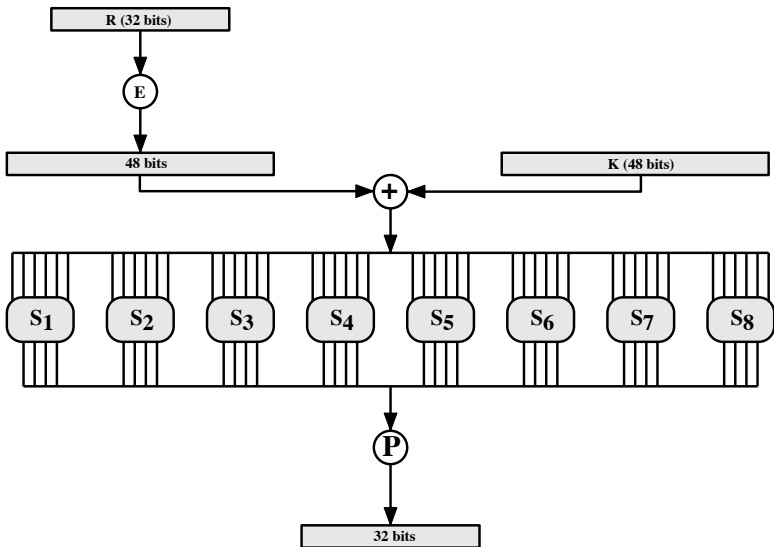 R (32 bits)
E
48 bits
K (48 bits)
+
S1 S2 S3 S4 S5 S6 S7 S8
P
32 bits